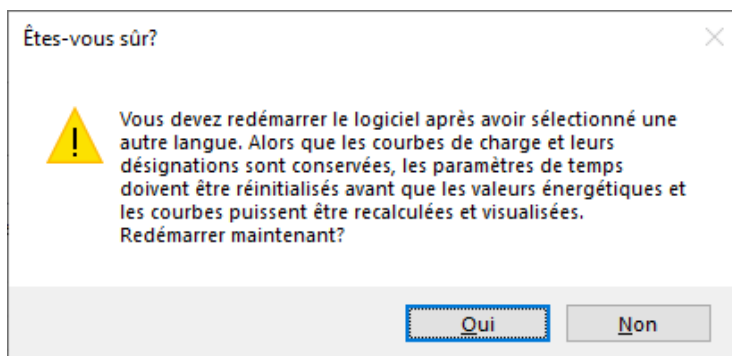 Êtes-vous sûr?
Vous devez redémarrer le logiciel après avoir sélectionné une
autre langue. Alors que les courbes de charge et leurs
désignations sont conservées, les paramètres de temps
doivent être réinitialisés avant que les valeurs énergétiques et
les courbes puissent être recalculées et visualisées.
Redémarrer maintenant?
Oui
Non